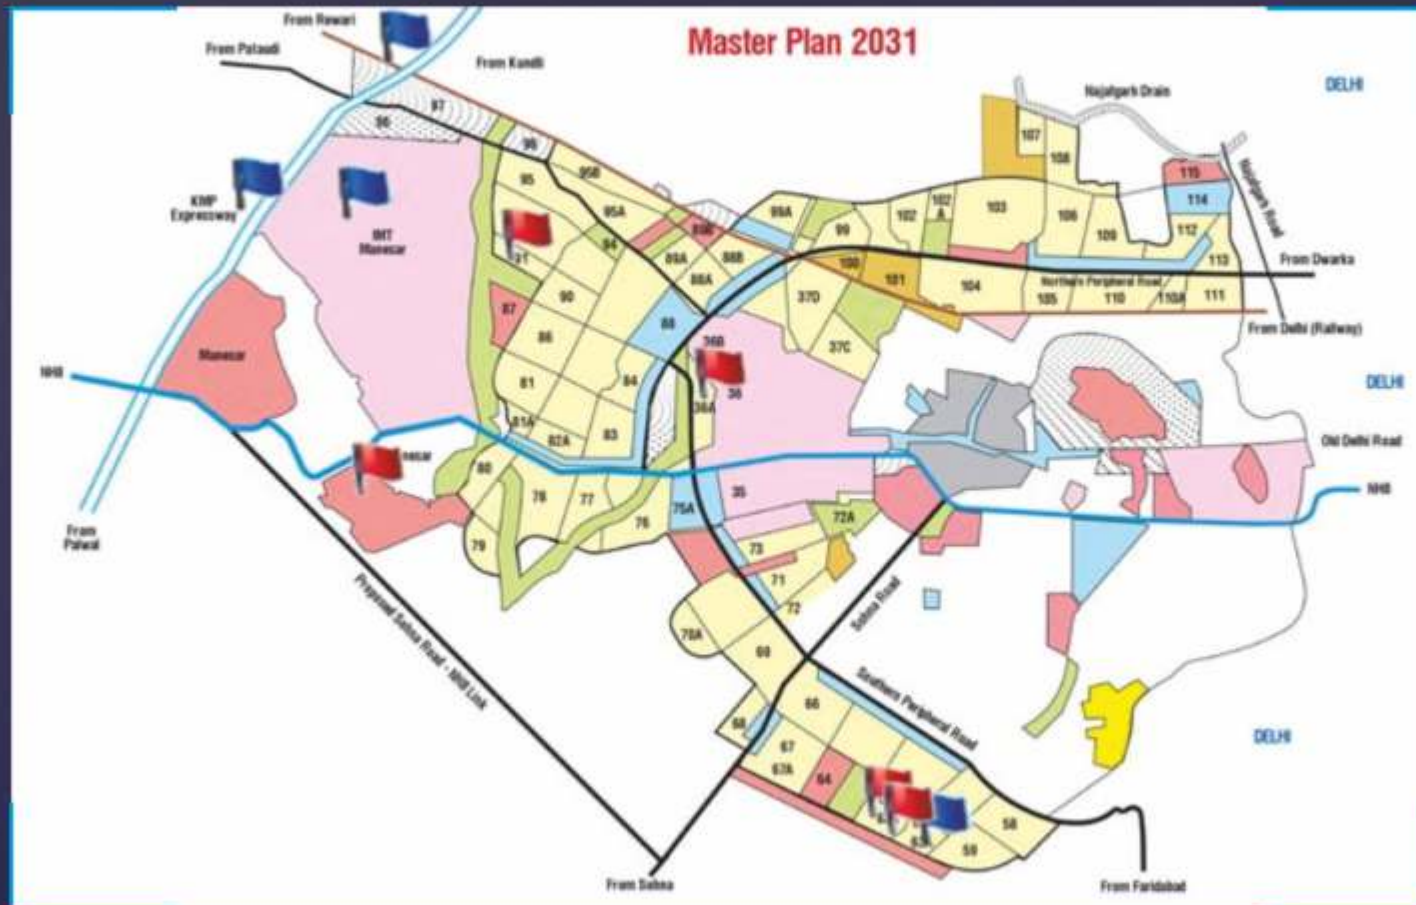 Master Plan 2031
From Rewari
From Pataudi
From Kundli
DELHI
Najafgarh Drain
Najafgarh Road
97
96
98
107
108
115
114
KMP
Expressway
IMT
Manesar
95
95B
95A
94
99A
99
102
102
A
103
106
109
112
113
From Dwarka
89A
88B
88A
100
101
104
Northern Peripheral Road
105
110
110A
111
From Delhi (Railway)
90
87
86
88
37D
37C
36B
36
36A
Manesar
NH8
81
84
81A
82A
83
DELHI
Old Delhi Road
NH8
nesar
80
78
77
76
75A
35
79
72A
73
71
72
From
Palwal
Proposed Sohna Road - NH8 Link
70A
69
Sohna Road
Southern Peripheral Road
66
68
67
67A
64
DELHI
58
59
From Sohna
From Faridabad